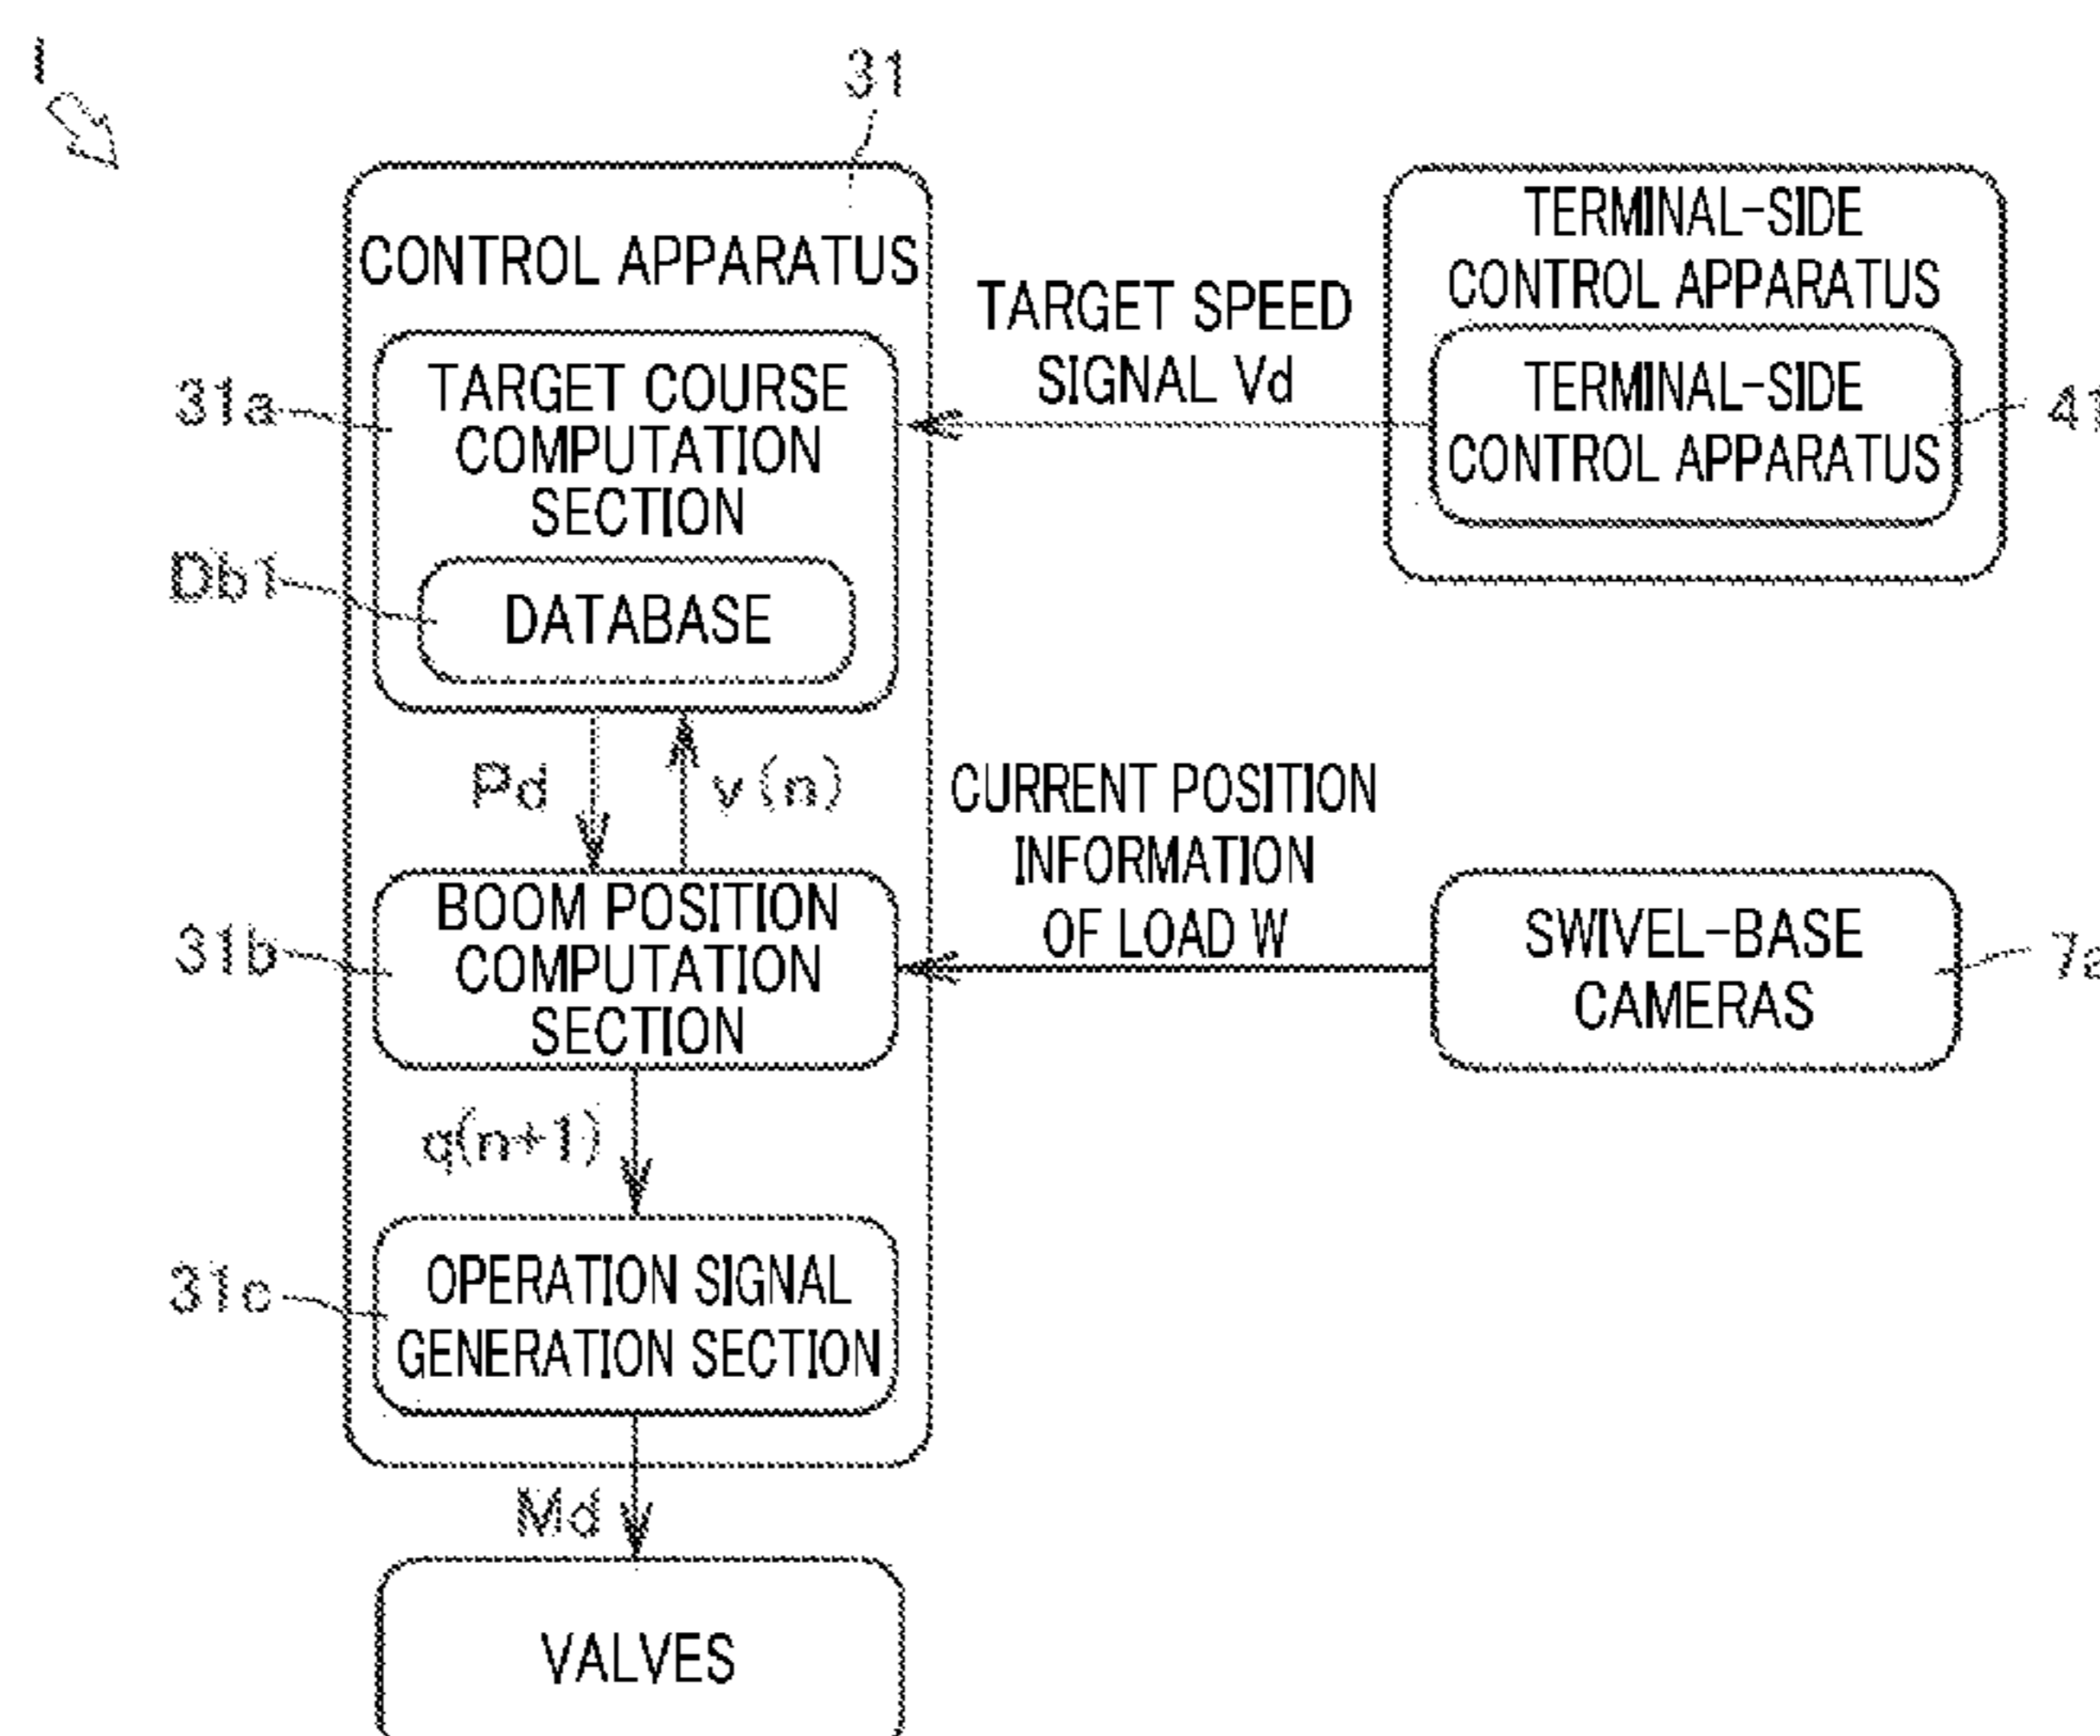 31
CONTROL APPARATUS
31a
TARGET COURSE
COMPUTATION
SECTION
Db1
DATABASE
Pd
v(n)
31b
BOOM POSITION
COMPUTATION
SECTION
q(n+1)
31c
OPERATION SIGNAL
GENERATION SECTION
Md
VALVES
TARGET SPEED
SIGNAL Vd
TERMINAL-SIDE
CONTROL APPARATUS
TERMINAL-SIDE
CONTROL APPARATUS
41
CURRENT POSITION
INFORMATION
OF LOAD W
SWIVEL-BASE
CAMERAS
7a